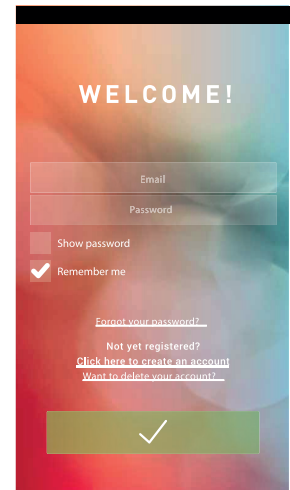 WELCOME!
Email
Password
Show password
Remember me
Forgot your password?
Not yet registered?
Click here to create an account
Want to delete your account?